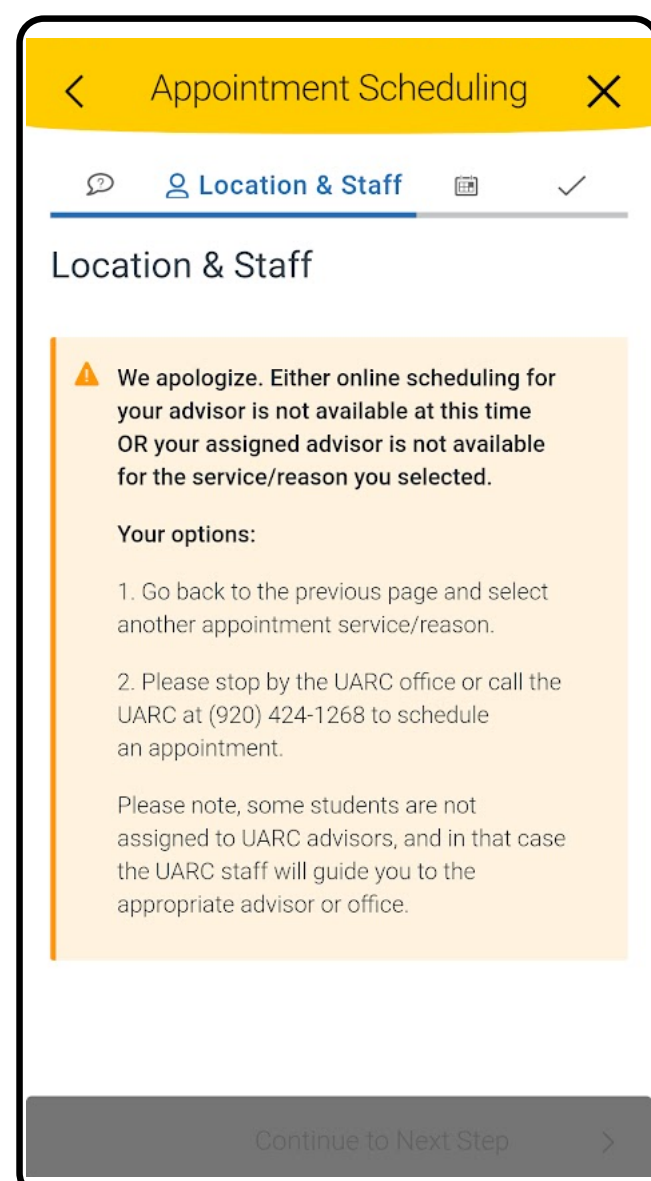 Appointment Scheduling
Location & Staff
Location & Staff
We apologize. Either online scheduling for
your advisor is not available at this time
OR your assigned advisor is not available
for the service/reason you selected.
Your options:
1. Go back to the previous page and select
another appointment service/reason.
2. Please stop by the UARC office or call the
UARC at (920) 424-1268 to schedule
an appointment.
Please note, some students are not
assigned to UARC advisors, and in that case
the UARC staff will guide you to the
appropriate advisor or office.
Continue to Next Step